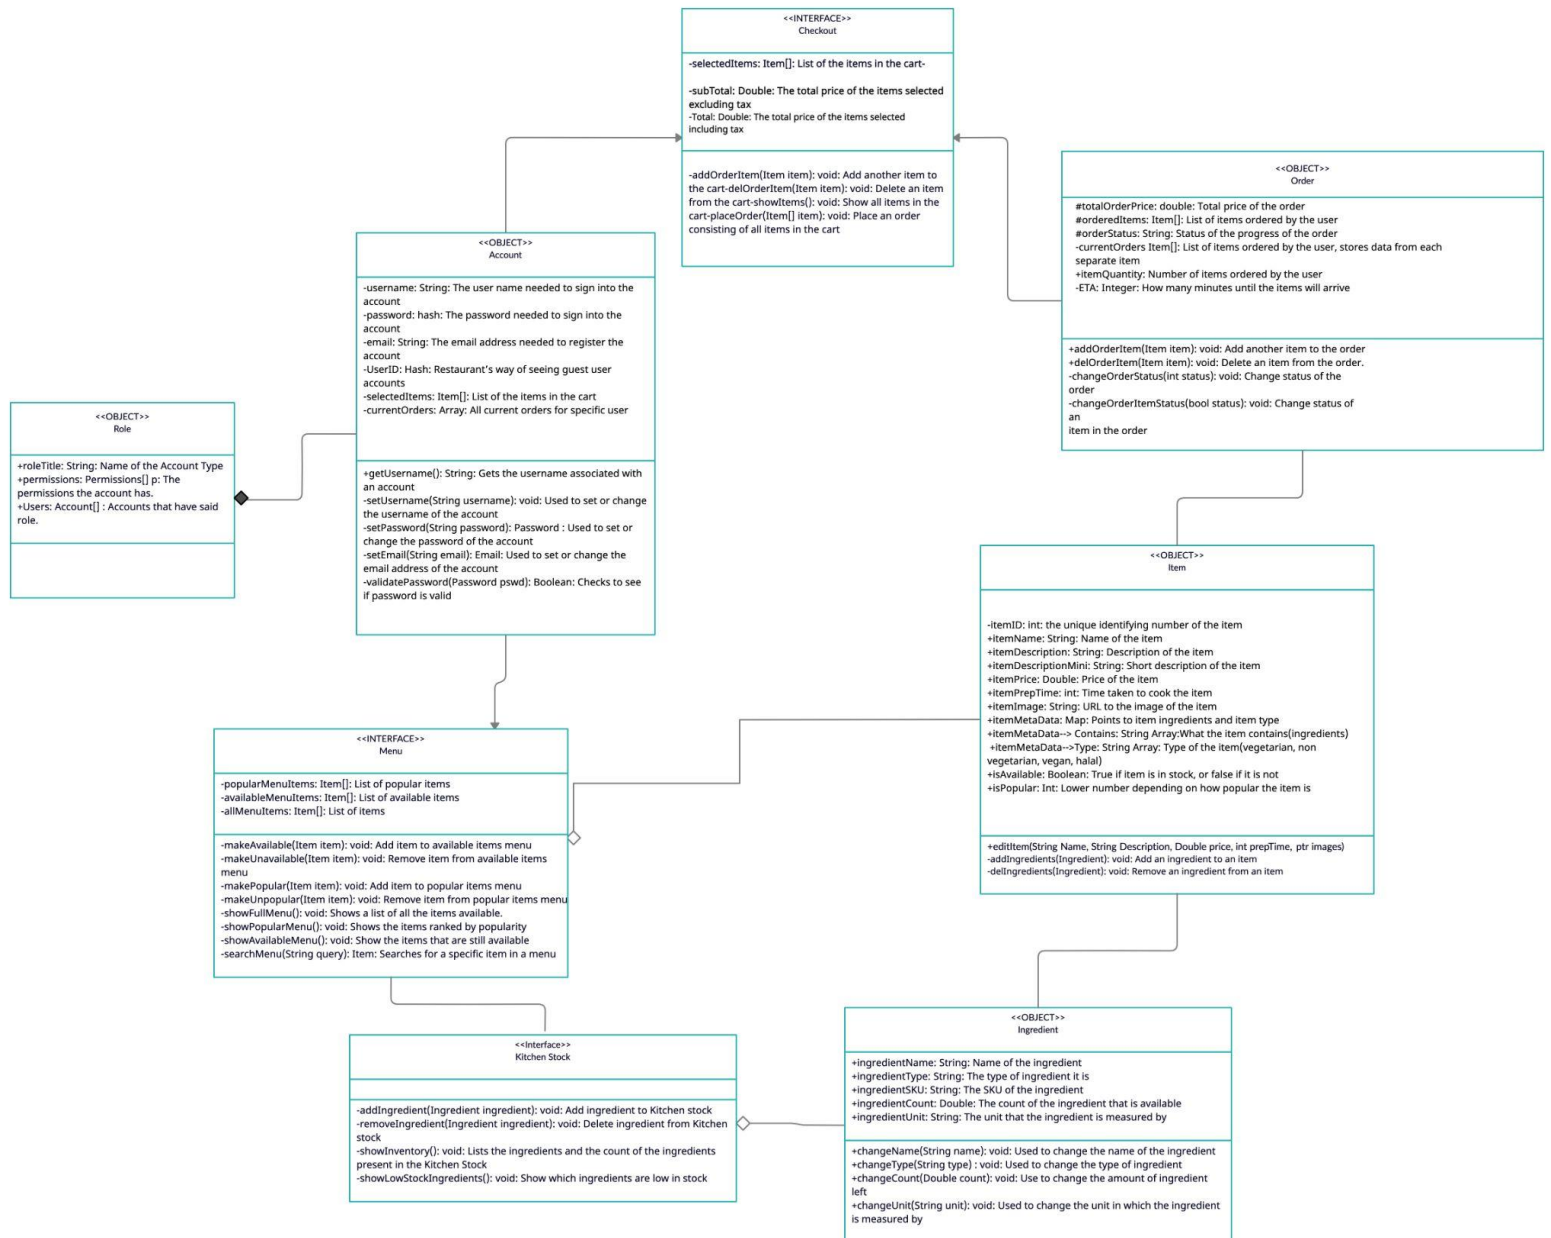 <<INTERFACE>>
Checkout
-selectedItems: Item[]: List of the items in the cart-
-subTotal: Double: The total price of the items selected
excluding tax
-Total: Double: The total price of the items selected
including tax
-addOrderItem(Item item): void: Add another item to
the cart-delOrderItem(Item item): void: Delete an item
from the cart-showItems(): void: Show all items in the
cart-placeOrder(Item[] item): void: Place an order
consisting of all items in the cart
<<OBJECT>>
Order
#totalOrderPrice: double: Total price of the order
#orderedItems: Item[]: List of items ordered by the user
#orderStatus: String: Status of the progress of the order
-currentOrders Item[]: List of items ordered by the user, stores data from each
separate item
+itemQuantity: Number of items ordered by the user
-ETA: Integer: How many minutes until the items will arrive
+addOrderItem(Item item): void: Add another item to the order
+delOrderItem(Item item): void: Delete an item from the order.
-changeOrderStatus(int status): void: Change status of the
order
-changeOrderItemStatus(bool status): void: Change status of
an
item in the order
<<OBJECT>>
Account
-username: String: The user name needed to sign into the
account
-password: hash: The password needed to sign into the
account
-email: String: The email address needed to register the
account
-UserID: Hash: Restaurant's way of seeing guest user
accounts
-selectedItems: Item[]: List of the items in the cart
-currentOrders: Array: All current orders for specific user
+getUsername(): String: Gets the username associated with
an account
-setUsername(String username): void: Used to set or change
the username of the account
-setPassword(String password): Password : Used to set or
change the password of the account
-setEmail(String email): Email: Used to set or change the
email address of the account
-validatePassword(Password pswd): Boolean: Checks to see
if password is valid
<<OBJECT>>
Role
+roleTitle: String: Name of the Account Type
+permissions: Permissions[] p: The
permissions the account has.
+Users: Account[] : Accounts that have said
role.
<<OBJECT>>
Item
-itemID: int: the unique identifying number of the item
+itemName: String: Name of the item
+itemDescription: String: Description of the item
+itemDescriptionMini: String: Short description of the item
+itemPrice: Double: Price of the item
+itemPrepTime: int: Time taken to cook the item
+itemImage: String: URL to the image of the item
+itemMetaData: Map: Points to item ingredients and item type
+itemMetaData--> Contains: String Array:What the item contains(ingredients)
+itemMetaData-->Type: String Array: Type of the item(vegetarian, non
vegetarian, vegan, halal)
+isAvailable: Boolean: True if item is in stock, or false if it is not
+isPopular: Int: Lower number depending on how popular the item is
+editItem(String Name, String Description, Double price, int prepTime, ptr images)
-addIngredients(Ingredient): void: Add an ingredient to an item
-delIngredients(Ingredient): void: Remove an ingredient from an item
<<INTERFACE>>
Menu
-popularMenuItems: Item[]: List of popular items
-availableMenuItems: Item[]: List of available items
-allMenuItems: Item[]: List of items
-makeAvailable(Item item): void: Add item to available items menu
-makeUnavailable(Item item): void: Remove item from available items
menu
-makePopular(Item item): void: Add item to popular items menu
-makeUnpopular(Item item): void: Remove item from popular items menu
-showFullMenu(): void: Shows a list of all the items available.
-showPopularMenu(): void: Shows the items ranked by popularity
-showAvailableMenu(): void: Show the items that are still available
-searchMenu(String query): Item: Searches for a specific item in a menu
<<Interface>>
Kitchen Stock
-addIngredient(Ingredient ingredient): void: Add ingredient to Kitchen stock
-removeIngredient(Ingredient ingredient): void: Delete ingredient from Kitchen
stock
-showInventory(): void: Lists the ingredients and the count of the ingredients
present in the Kitchen Stock
-showLowStockIngredients(): void: Show which ingredients are low in stock
<<OBJECT>>
Ingredient
+ingredientName: String: Name of the ingredient
+ingredientType: String: The type of ingredient it is
+ingredientSKU: String: The SKU of the ingredient
+ingredientCount: Double: The count of the ingredient that is available
+ingredientUnit: String: The unit that the ingredient is measured by
+changeName(String name): void: Used to change the name of the ingredient
+changeType(String type) : void: Used to change the type of ingredient
+changeCount(Double count): void: Use to change the amount of ingredient
left
+changeUnit(String unit): void: Used to change the unit in which the ingredient
is measured by